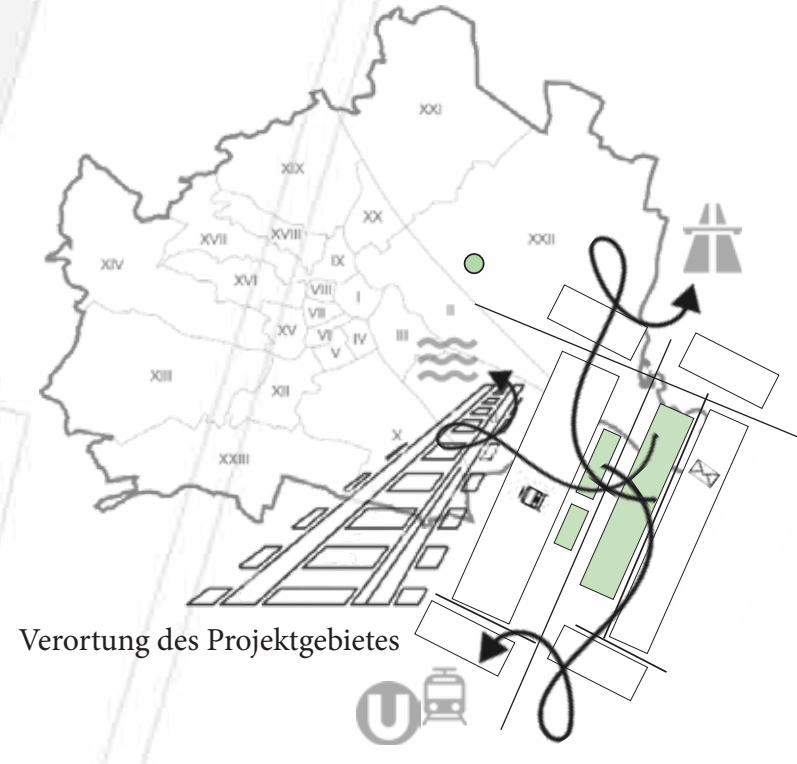 XXI
XIX
XX
XXII
XVII
XVIII
XIV
IX
XVI
VIII
I
II
VII
XV
VI
IV
III
V
XIII
XII
X
XXIII
Verortung des Projektgebietes
U